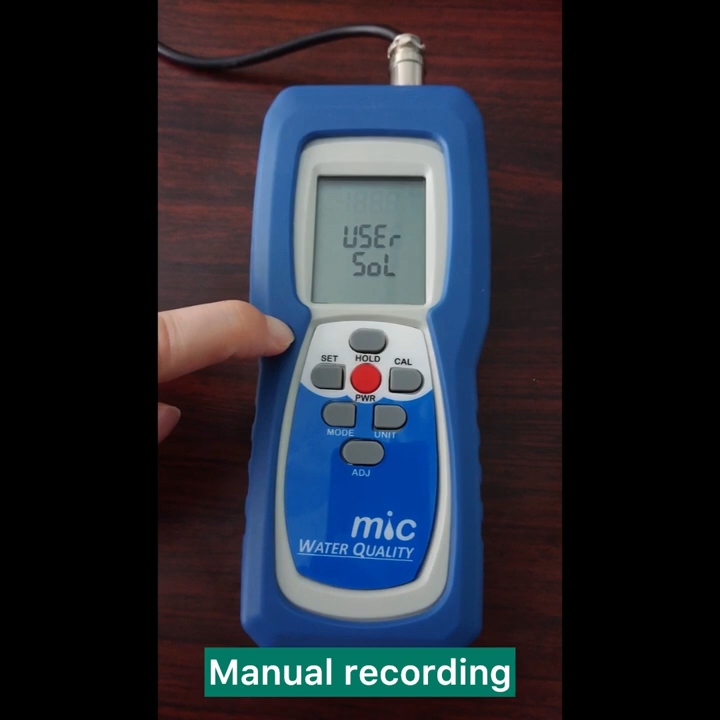 USEr
SoL
SET
HOLD
CAL
PWR
MODE
UNIT
ADJ
mic
WATER QUALITY
Manual recording